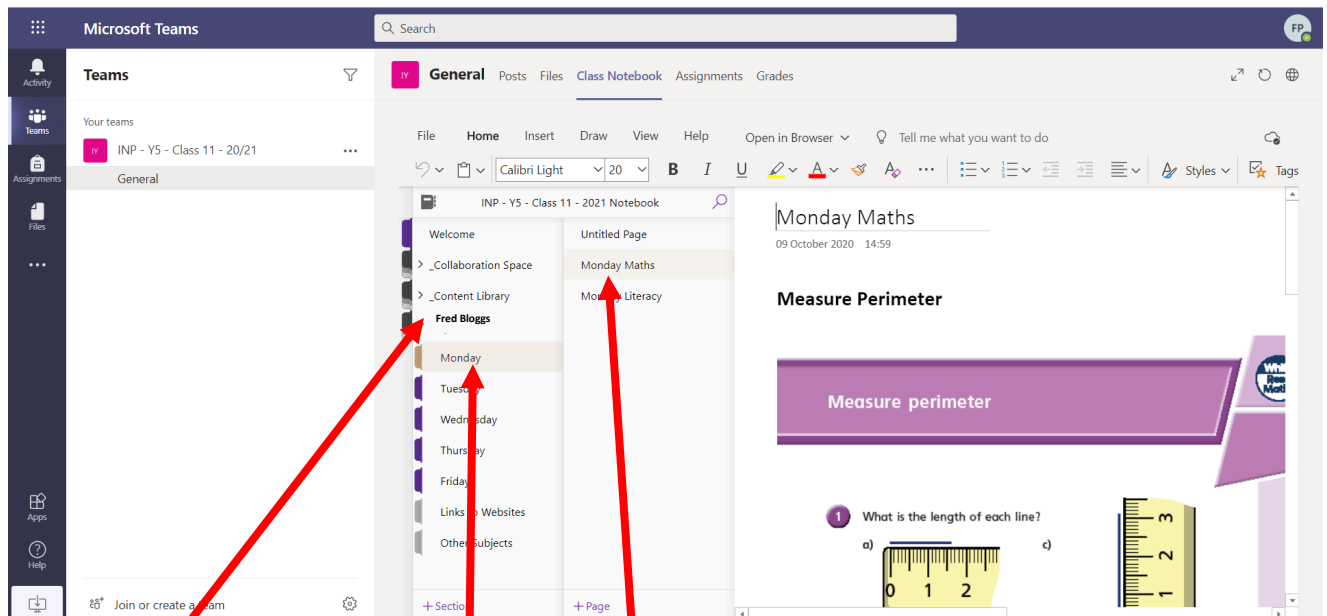 Microsoft Teams
Search
FP
Activity
Teams
Assignments
Files
Apps
Help
Teams
Your teams
IY INP - Y5 - Class 11 - 20/21 ...
General
Join or create a team
IY General Posts Files Class Notebook Assignments Grades
File Home Insert Draw View Help Open in Browser Tell me what you want to do
Calibri Light 20 B I U A A ... Styles Tags
INP - Y5 - Class 11 - 2021 Notebook
Welcome
_Collaboration Space
_Content Library
Fred Bloggs
Monday
Tuesday
Wednesday
Thursday
Friday
Links to Websites
Other Subjects
+ Section
Untitled Page
Monday Maths
Monday Literacy
+ Page
Monday Maths
09 October 2020 14:59
Measure Perimeter
Measure perimeter
1 What is the length of each line?
a)
0 1 2
c)
3
2
1